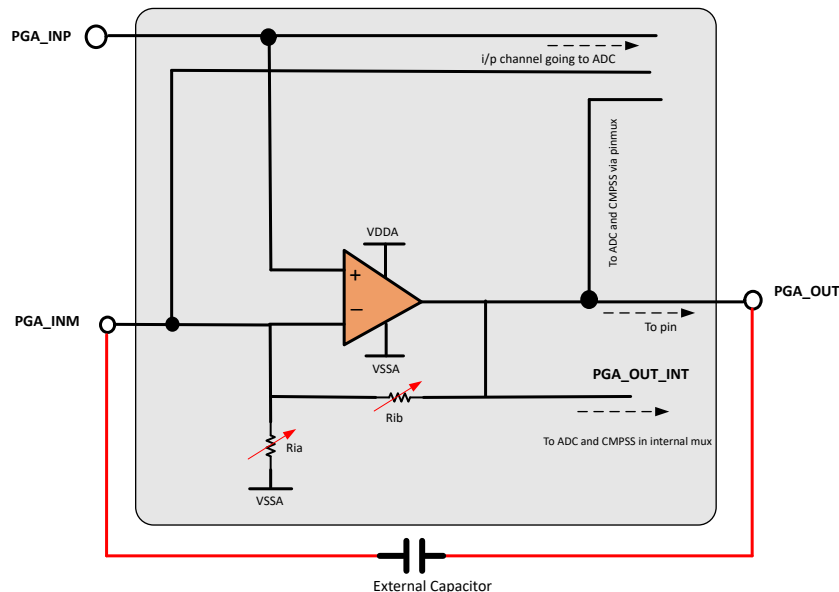 PGA_INP
i/p channel going to ADC
To ADC and CMPSS via pinmux
VDDA
+
−
PGA_OUT
PGA_INM
To pin
VSSA
PGA_OUT_INT
Rib
To ADC and CMPSS in internal mux
Ria
VSSA
External Capacitor